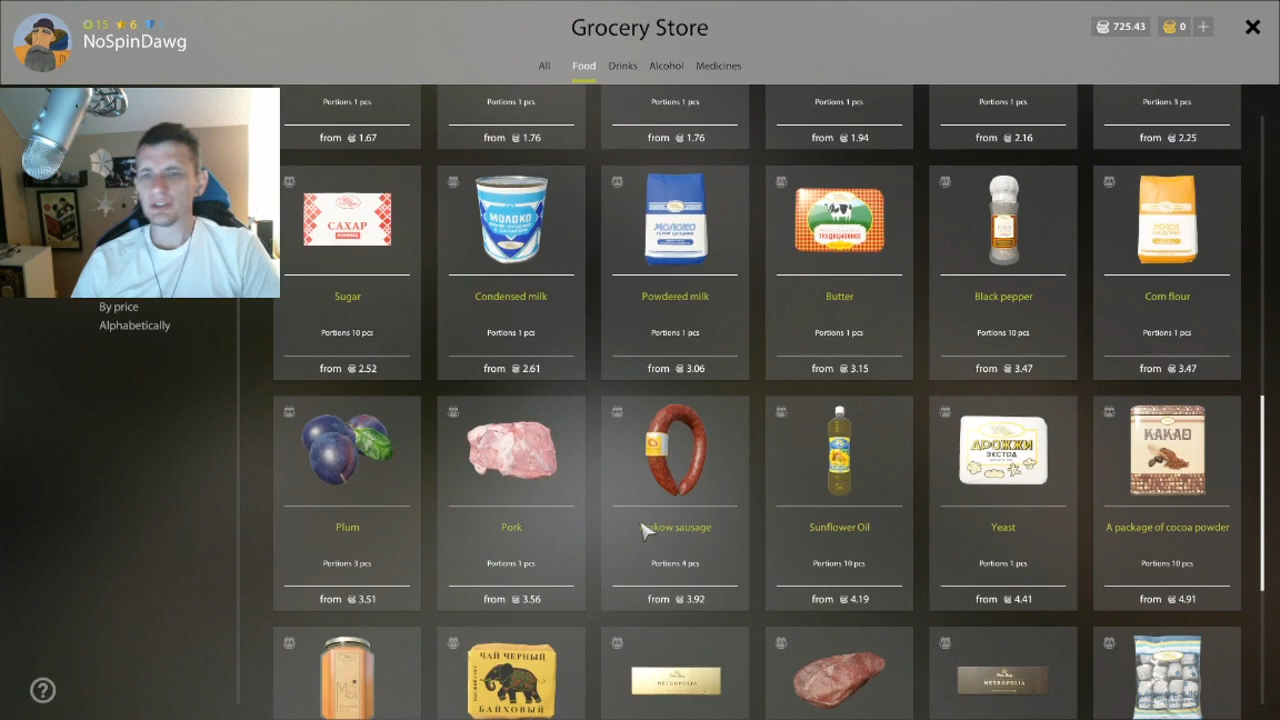 15 6 1
NoSpinDawg
Grocery Store
725.43 0 +
All Food Drinks Alcohol Medicines
Portions 1 pcs Portions 1 pcs Portions 1 pcs Portions 1 pcs Portions 1 pcs Portions 3 pcs
from 1.67 from 1.76 from 1.76 from 1.94 from 2.16 from 2.25
САХАР
МОЛОКО
МОЛОКО
ТРАДИЦИОННОЕ
МУКА
By price
Alphabetically
Sugar Condensed milk Powdered milk Butter Black pepper Corn flour
Portions 10 pcs Portions 1 pcs Portions 1 pcs Portions 1 pcs Portions 10 pcs Portions 1 pcs
from 2.52 from 2.61 from 3.06 from 3.15 from 3.47 from 3.47
ДРОЖЖИ
ЭКСТРА
КАКАО
Plum Pork sausage Sunflower Oil Yeast A package of cocoa powder
Portions 3 pcs Portions 1 pcs Portions 4 pcs Portions 10 pcs Portions 1 pcs Portions 10 pcs
from 3.51 from 3.56 from 3.92 from 4.19 from 4.41 from 4.91
ЧАЙ ЧЕРНЫЙ
БАЙХОВЫЙ
METROPOLIA
METROPOLIA
?